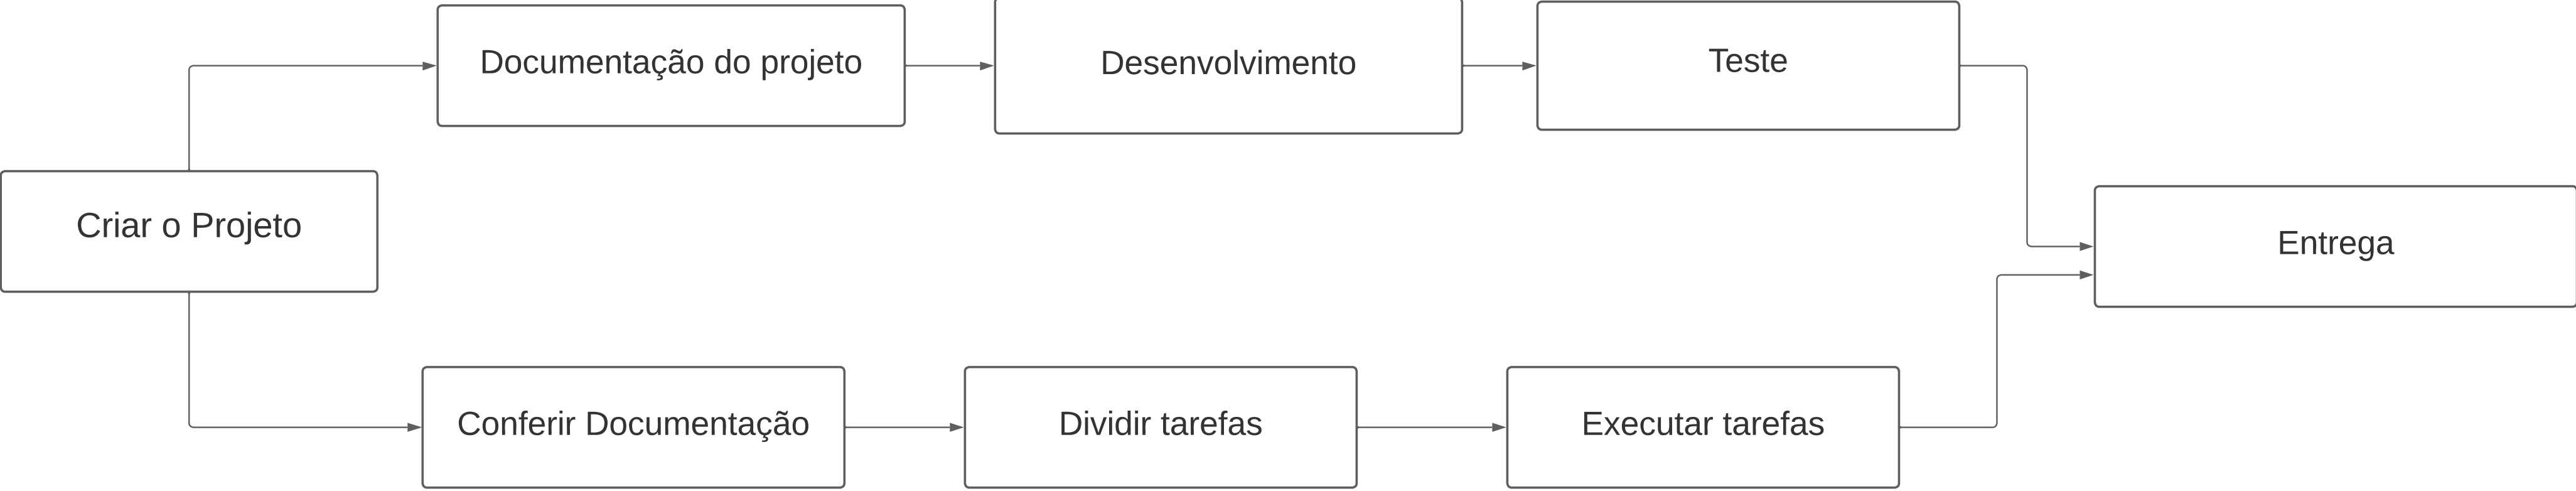 Documentação do projeto
Desenvolvimento
Teste
Criar o Projeto
Entrega
Conferir Documentação
Dividir tarefas
Executar tarefas